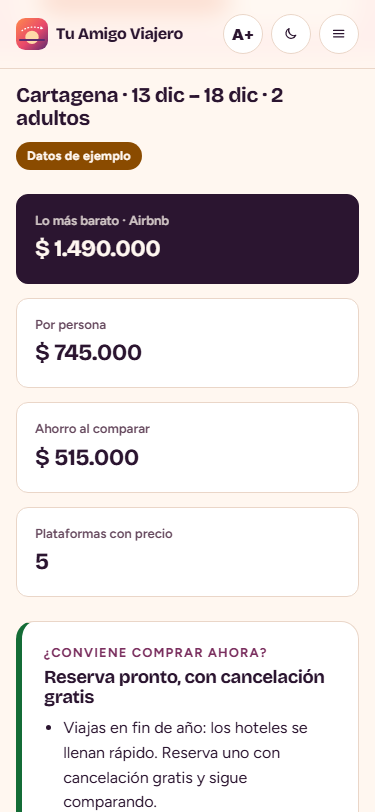 Tu Amigo Viajero
A+
Cartagena · 13 dic – 18 dic · 2
adultos
Datos de ejemplo
Lo más barato · Airbnb
$ 1.490.000
Por persona
$ 745.000
Ahorro al comparar
$ 515.000
Plataformas con precio
5
¿CONVIENE COMPRAR AHORA?
Reserva pronto, con cancelación
gratis
• Viajas en fin de año: los hoteles se
llenan rápido. Reserva uno con
cancelación gratis y sigue
comparando.